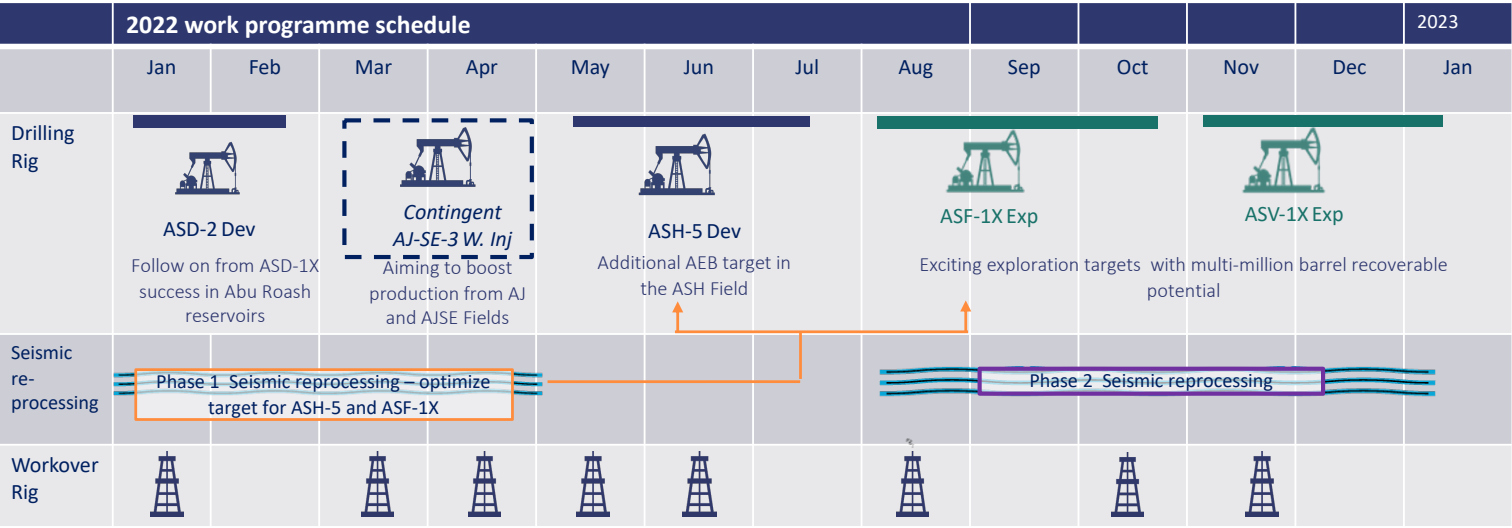 2022 work programme schedule
2023
Jan Feb Mar Apr May Jun Jul Aug Sep Oct Nov Dec Jan
Drilling
Rig
ASD-2 Dev
Follow on from ASD-1X
success in Abu Roash
reservoirs
Contingent
AJ-SE-3 W. Inj
Aiming to boost
production from AJ
and AJSE Fields
ASH-5 Dev
Additional AEB target in
the ASH Field
ASF-1X Exp
ASV-1X Exp
Exciting exploration targets with multi-million barrel recoverable
potential
Seismic
re-
processing
Phase 1 Seismic reprocessing – optimize
target for ASH-5 and ASF-1X
Phase 2 Seismic reprocessing
Workover
Rig